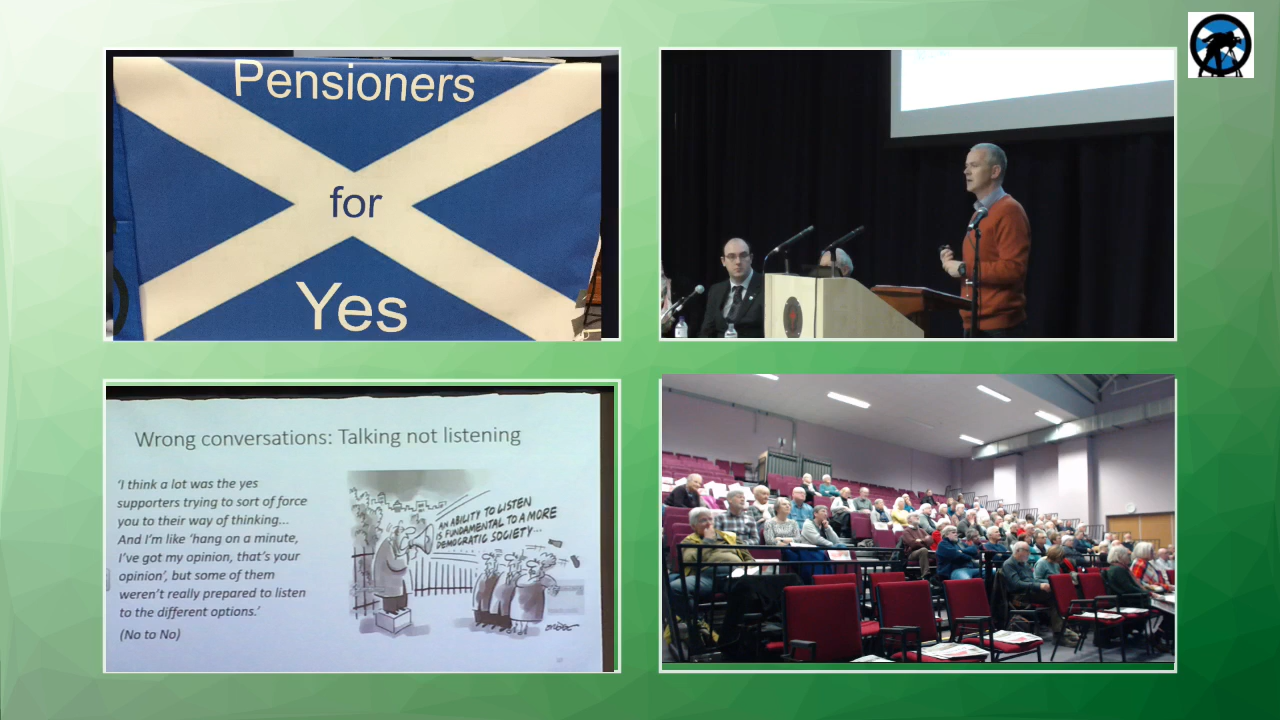 Pensioners
for
Yes
Wrong conversations: Talking not listening
‘I think a lot was the yes
supporters trying to sort of force
you to their way of thinking…
And I’m like ‘hang on a minute,
I’ve got my opinion, that’s your
opinion’, but some of them
weren’t really prepared to listen
to the different options.’
(No to No)
AN ABILITY TO LISTEN
IS FUNDAMENTAL TO A MORE
DEMOCRATIC SOCIETY...